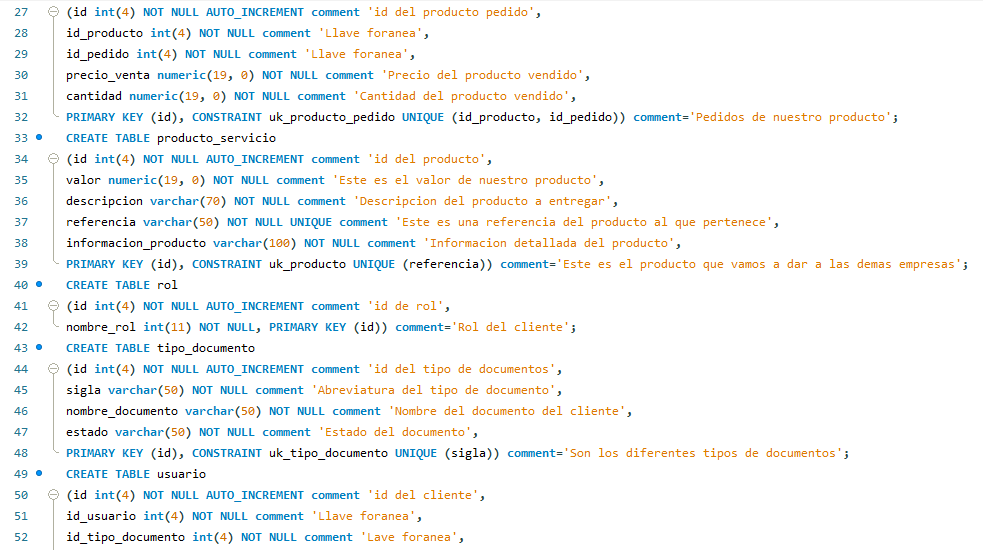 27 (id int(4) NOT NULL AUTO_INCREMENT comment 'id del producto pedido',
28 id_producto int(4) NOT NULL comment 'Llave foranea',
29 id_pedido int(4) NOT NULL comment 'Llave foranea',
30 precio_venta numeric(19, 0) NOT NULL comment 'Precio del producto vendido',
31 cantidad numeric(19, 0) NOT NULL comment 'Cantidad del producto vendido',
32 PRIMARY KEY (id), CONSTRAINT uk_producto_pedido UNIQUE (id_producto, id_pedido)) comment='Pedidos de nuestro producto';
33 CREATE TABLE producto_servicio
34 (id int(4) NOT NULL AUTO_INCREMENT comment 'id del producto',
35 valor numeric(19, 0) NOT NULL comment 'Este es el valor de nuestro producto',
36 descripcion varchar(70) NOT NULL comment 'Descripcion del producto a entregar',
37 referencia varchar(50) NOT NULL UNIQUE comment 'Este es una referencia del producto al que pertenece',
38 informacion_producto varchar(100) NOT NULL comment 'Informacion detallada del producto',
39 PRIMARY KEY (id), CONSTRAINT uk_producto UNIQUE (referencia)) comment='Este es el producto que vamos a dar a las demas empresas';
40 CREATE TABLE rol
41 (id int(4) NOT NULL AUTO_INCREMENT comment 'id de rol',
42 nombre_rol int(11) NOT NULL, PRIMARY KEY (id)) comment='Rol del cliente';
43 CREATE TABLE tipo_documento
44 (id int(4) NOT NULL AUTO_INCREMENT comment 'id del tipo de documentos',
45 sigla varchar(50) NOT NULL comment 'Abreviatura del tipo de documento',
46 nombre_documento varchar(50) NOT NULL comment 'Nombre del documento del cliente',
47 estado varchar(50) NOT NULL comment 'Estado del documento',
48 PRIMARY KEY (id), CONSTRAINT uk_tipo_documento UNIQUE (sigla)) comment='Son los diferentes tipos de documentos';
49 CREATE TABLE usuario
50 (id int(4) NOT NULL AUTO_INCREMENT comment 'id del cliente',
51 id_usuario int(4) NOT NULL comment 'Llave foranea',
52 id_tipo_documento int(4) NOT NULL comment 'Lave foranea',